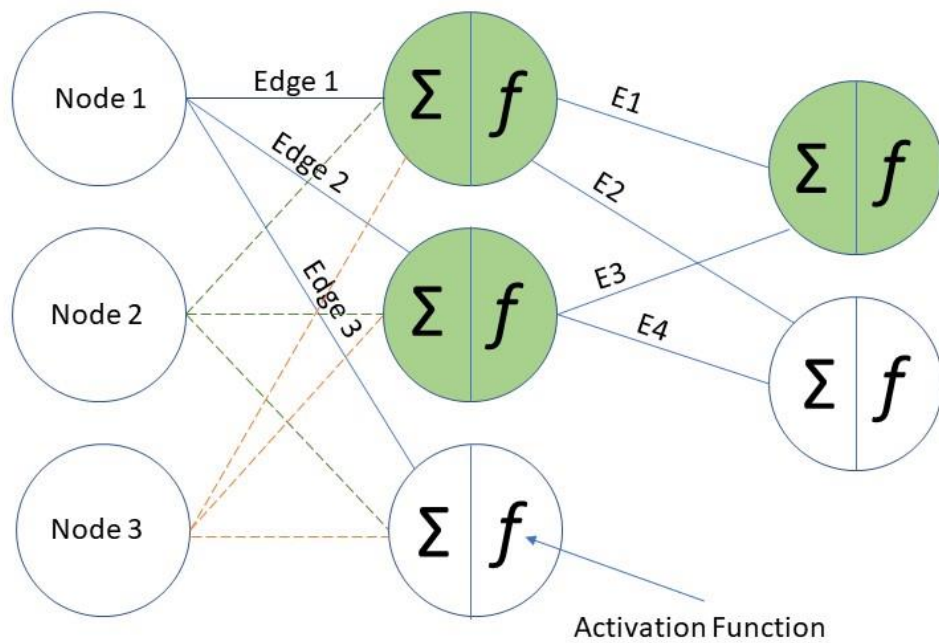 Node 1
Edge 1
Σ f
E1
Σ f
Edge 2
E2
Node 2
Edge 3
Σ f
E3
E4
Σ f
Node 3
Σ f
Activation Function